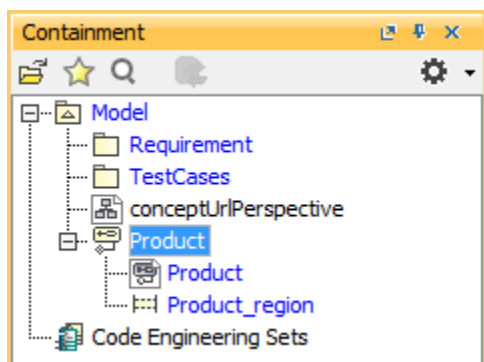 Containment
Model
Requirement
TestCases
conceptUrlPerspective
Product
Product
Product_region
Code Engineering Sets